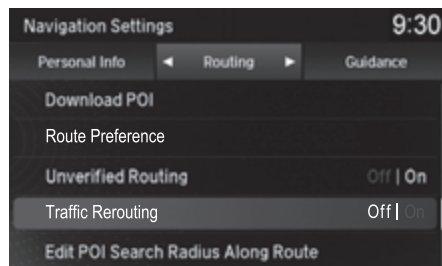 Navigation Settings 9:30
Personal Info ◄ Routing ► Guidance
Download POI
Route Preference
Unverified Routing Off | On
Traffic Rerouting Off | On
Edit POI Search Radius Along Route